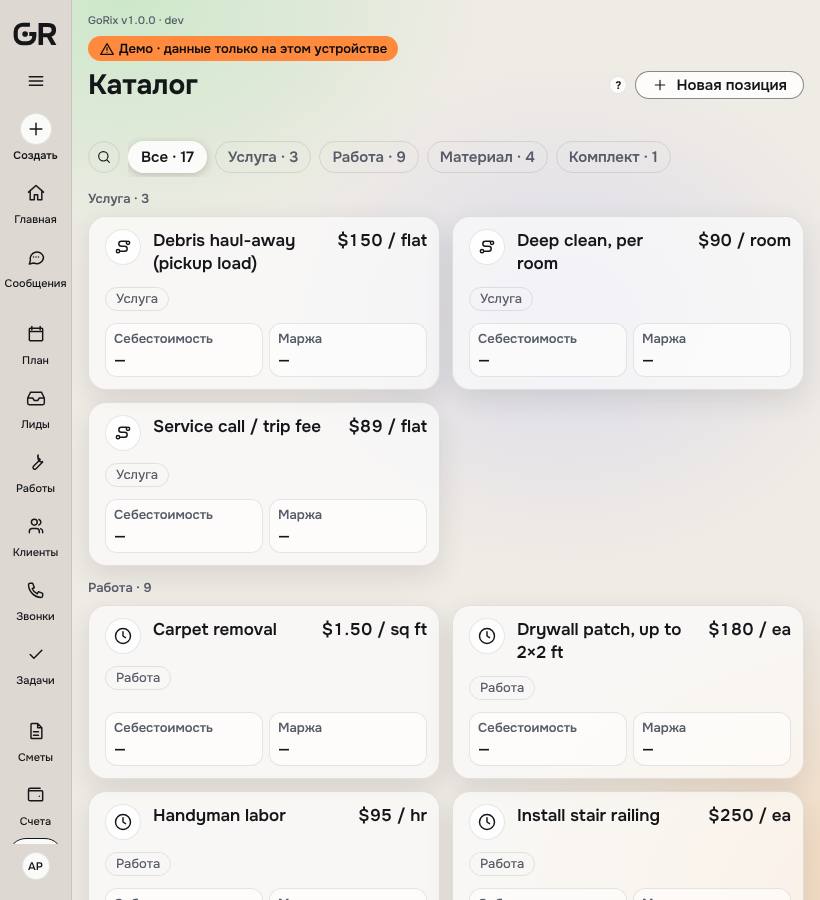 GR
GoRix v1.0.0 · dev
Демо · данные только на этом устройстве
Каталог
?
Новая позиция
Создать
Главная
Сообщения
План
Лиды
Работы
Клиенты
Звонки
Задачи
Сметы
Счета
AP
Все · 17
Услуга · 3
Работа · 9
Материал · 4
Комплект · 1
Услуга · 3
Debris haul-away
(pickup load)
$150 / flat
Услуга
Себестоимость
—
Маржа
—
Deep clean, per
room
$90 / room
Услуга
Себестоимость
—
Маржа
—
Service call / trip fee
$89 / flat
Услуга
Себестоимость
—
Маржа
—
Работа · 9
Carpet removal
$1.50 / sq ft
Работа
Себестоимость
—
Маржа
—
Drywall patch, up to
2×2 ft
$180 / ea
Работа
Себестоимость
—
Маржа
—
Handyman labor
$95 / hr
Работа
Install stair railing
$250 / ea
Работа